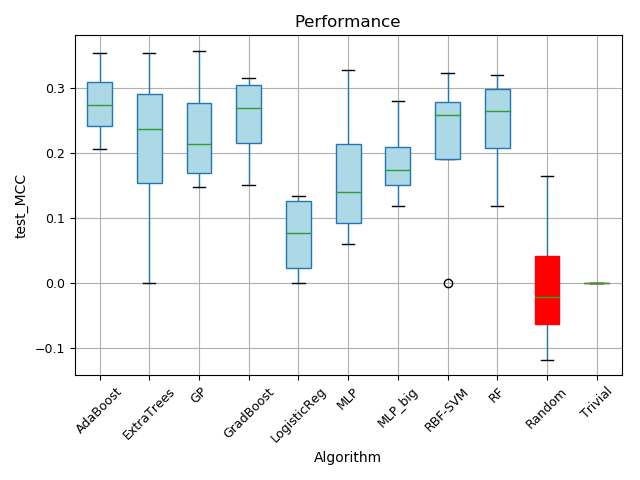 Performance
test_MCC
0.3
0.2
0.1
0.0
−0.1
AdaBoost
ExtraTrees
GP
GradBoost
LogisticReg
MLP
MLP_big
RBF-SVM
RF
Random
Trivial
Algorithm